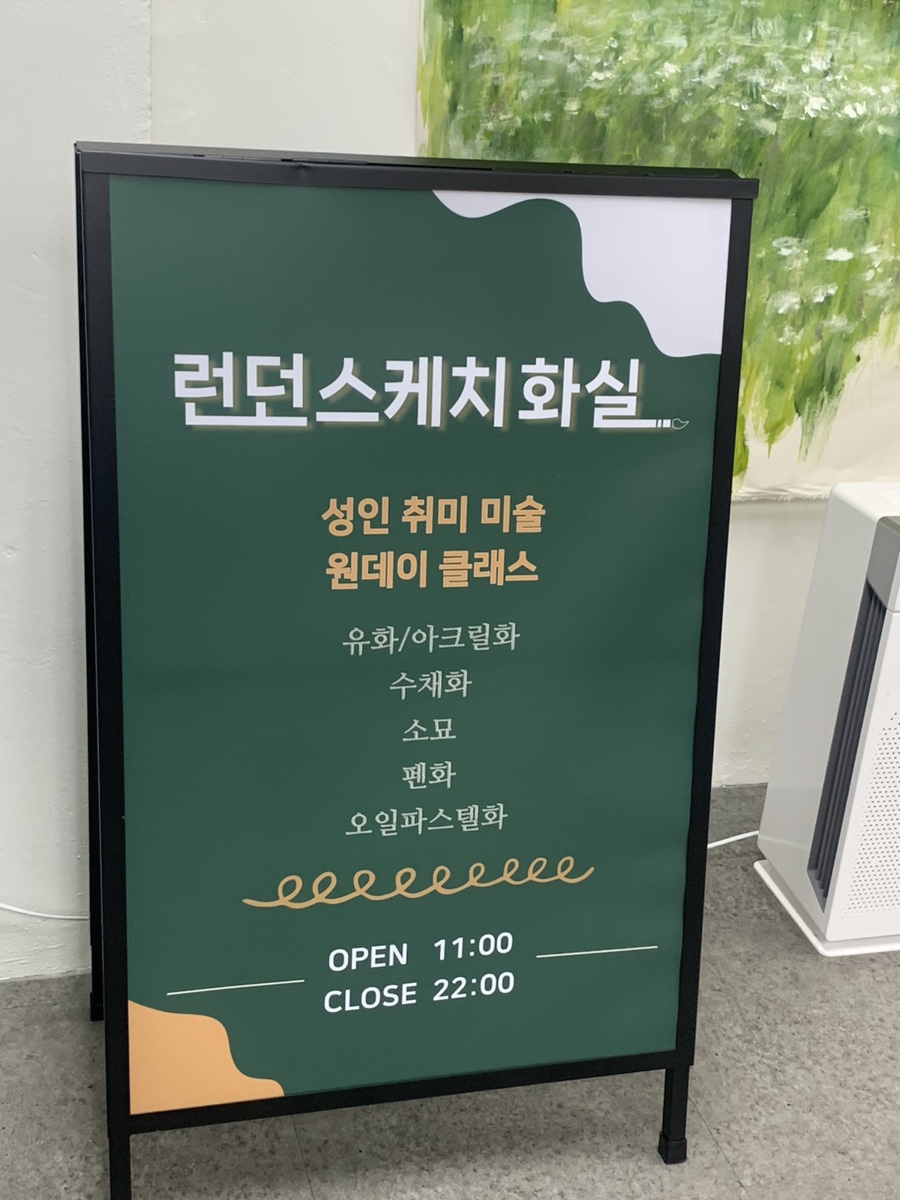 런던스케치화실
성인 취미 미술
원데이 클래스
유화/아크릴화
수채화
소묘
펜화
오일파스텔화
OPEN 11:00
CLOSE 22:00